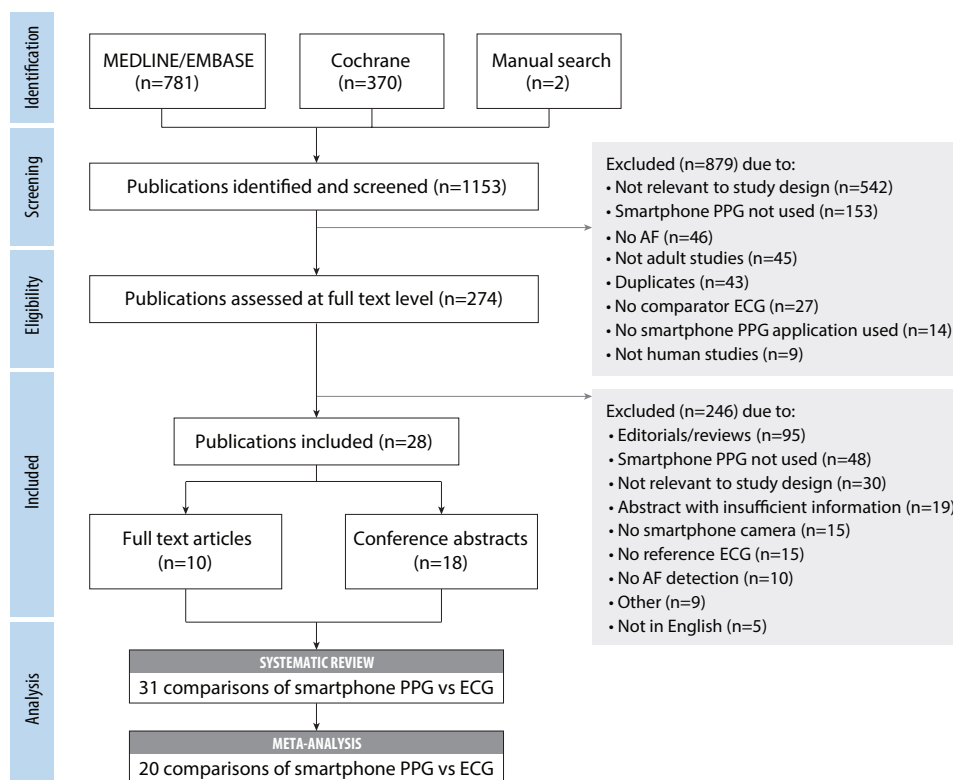 Identification
MEDLINE/EMBASE
(n=781)
Cochrane
(n=370)
Manual search
(n=2)
Screening
Publications identified and screened (n=1153)
Excluded (n=879) due to:
• Not relevant to study design (n=542)
• Smartphone PPG not used (n=153)
• No AF (n=46)
• Not adult studies (n=45)
• Duplicates (n=43)
• No comparator ECG (n=27)
• No smartphone PPG application used (n=14)
• Not human studies (n=9)
Eligibility
Publications assessed at full text level (n=274)
Excluded (n=246) due to:
• Editorials/reviews (n=95)
• Smartphone PPG not used (n=48)
• Not relevant to study design (n=30)
• Abstract with insufficient information (n=19)
• No smartphone camera (n=15)
• No reference ECG (n=15)
• No AF detection (n=10)
• Other (n=9)
• Not in English (n=5)
Included
Publications included (n=28)
Full text articles
(n=10)
Conference abstracts
(n=18)
Analysis
SYSTEMATIC REVIEW
31 comparisons of smartphone PPG vs ECG
META-ANALYSIS
20 comparisons of smartphone PPG vs ECG